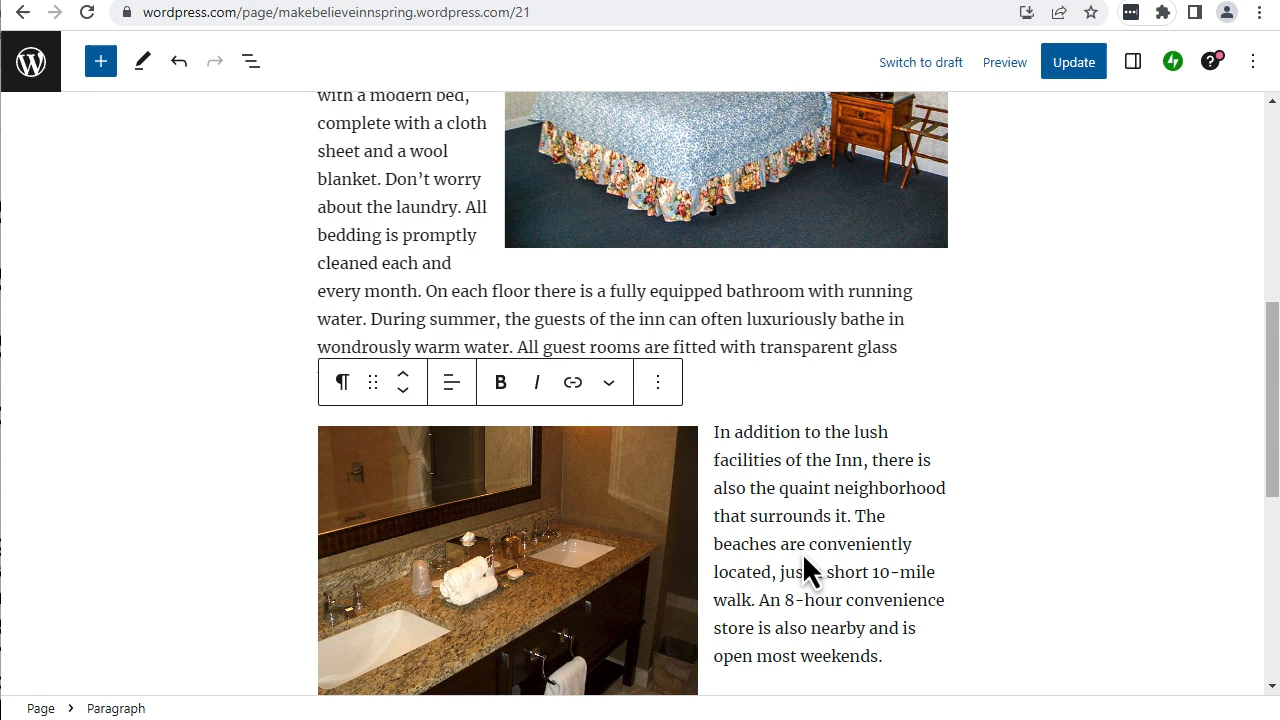 wordpress.com/page/makebelieveinnspring.wordpress.com/21
Switch to draft
Preview
Update
with a modern bed,
complete with a cloth
sheet and a wool
blanket. Don’t worry
about the laundry. All
bedding is promptly
cleaned each and
every month. On each floor there is a fully equipped bathroom with running
water. During summer, the guests of the inn can often luxuriously bathe in
wondrously warm water. All guest rooms are fitted with transparent glass
B I
In addition to the lush
facilities of the Inn, there is
also the quaint neighborhood
that surrounds it. The
beaches are conveniently
located, just a short 10-mile
walk. An 8-hour convenience
store is also nearby and is
open most weekends.
Page > Paragraph